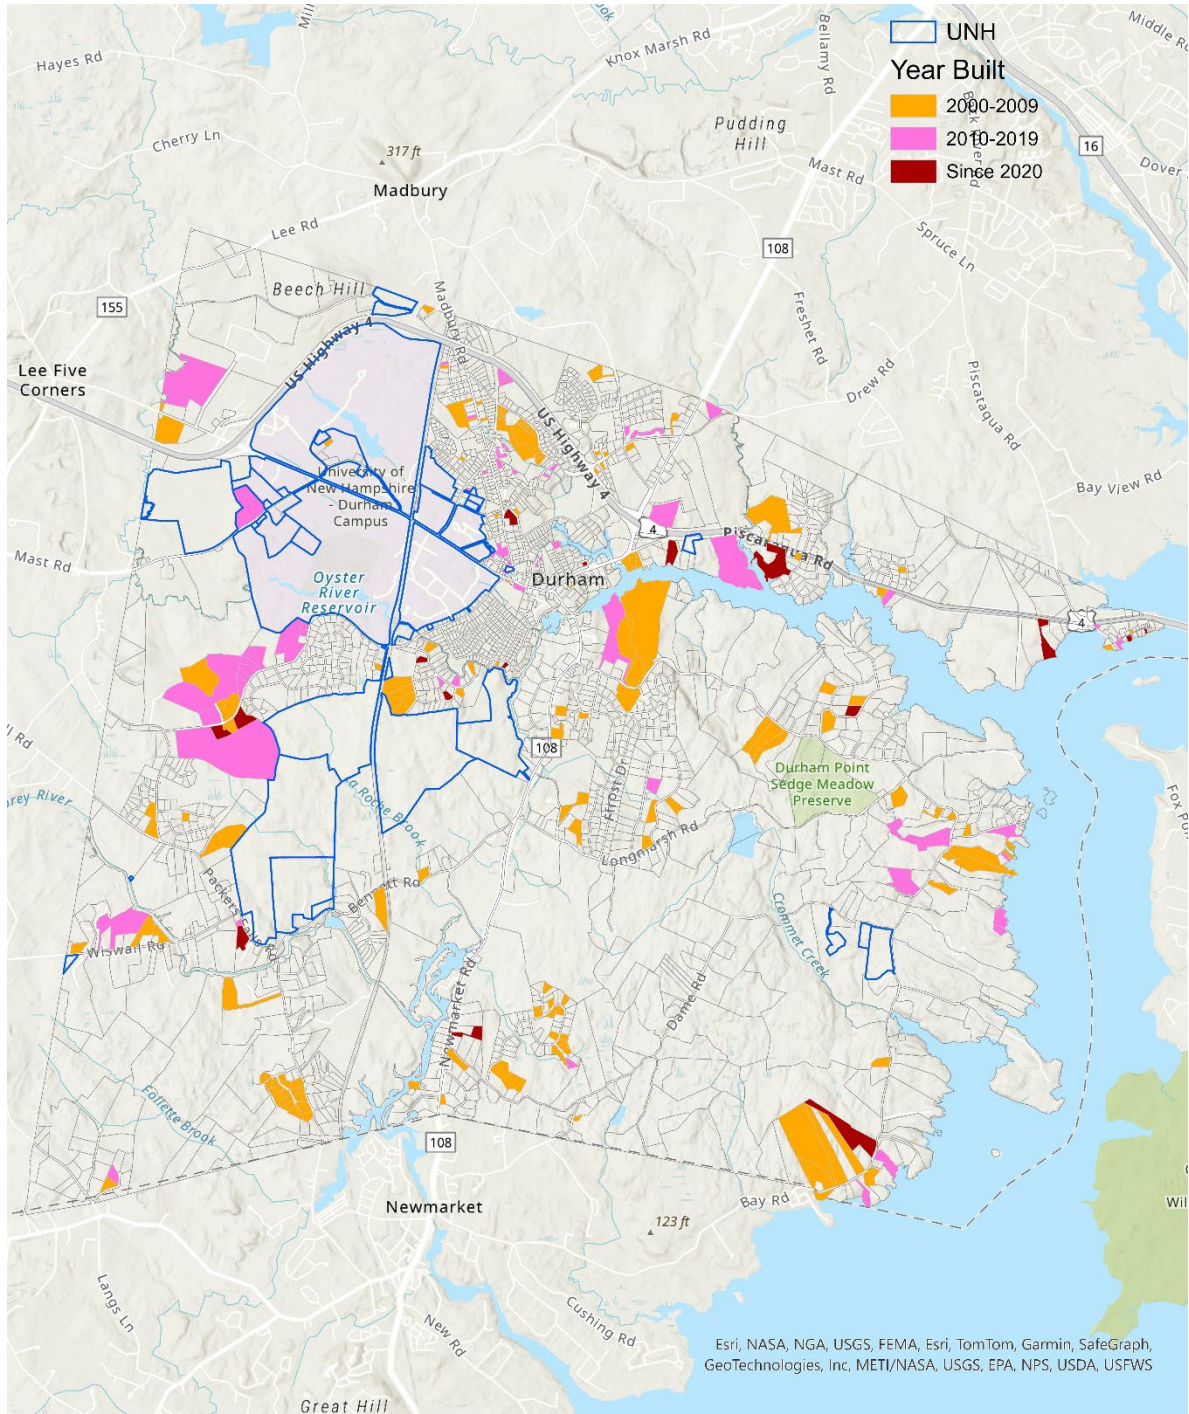 UNH
Year Built
2000-2009
2010-2019
Since 2020
Hayes Rd
Knox Marsh Rd
Bellamy Rd
Middle Rd
Cherry Ln
317 ft
Madbury
Pudding
Hill
Mast Rd
16
Dover
Lee Rd
Spruce Ln
108
155
Beech Hill
Madbury Rd
US Highway 4
Freshet Rd
Lee Five
Corners
Drew Rd
Piscataqua Rd
US Highway 4
University of
New Hampshire
- Durham
Campus
Bay View Rd
4
Piscataqua Rd
Mast Rd
Oyster
River
Reservoir
Durham
4
108
Durham Point
Sedge Meadow
Preserve
Ffrost Dr
La Roche Brook
Longmarsh Rd
Fox
Packers Falls Rd
Bennett Rd
Crommet Creek
Wiswall Rd
Dame Rd
Newmarket Rd
Follette Brook
108
Newmarket
Bay Rd
123 ft
Wil
Langs Ln
New Rd
Cushing Rd
Great Hill
Esri, NASA, NGA, USGS, FEMA, Esri, TomTom, Garmin, SafeGraph,
GeoTechnologies, Inc, METI/NASA, USGS, EPA, NPS, USDA, USFWS